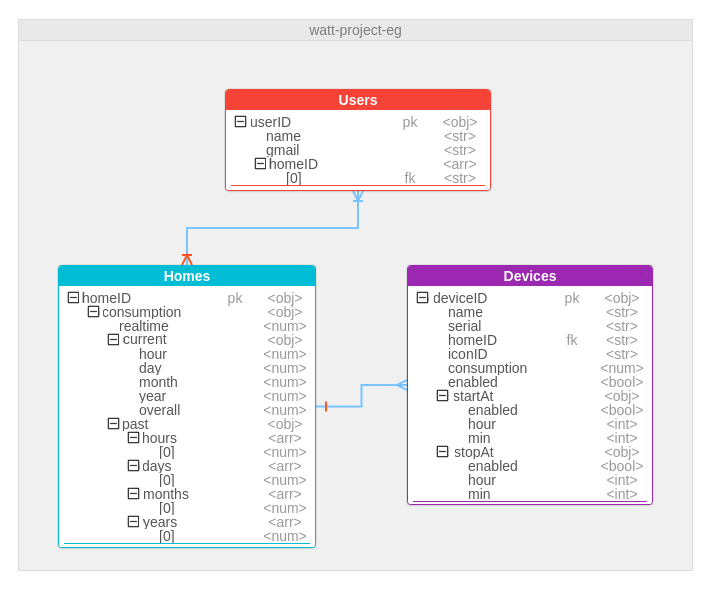 watt-project-eg
Users
userID pk <obj>
name <str>
gmail <str>
homeID <arr>
[0] fk <str>
Homes
homeID pk <obj>
consumption <obj>
realtime <num>
current <obj>
hour <num>
day <num>
month <num>
year <num>
overall <num>
past <obj>
hours <arr>
[0] <num>
days <arr>
[0] <num>
months <arr>
[0] <num>
years <arr>
[0] <num>
Devices
deviceID pk <obj>
name <str>
serial <str>
homeID fk <str>
iconID <str>
consumption <num>
enabled <bool>
startAt <obj>
enabled <bool>
hour <int>
min <int>
stopAt <obj>
enabled <bool>
hour <int>
min <int>